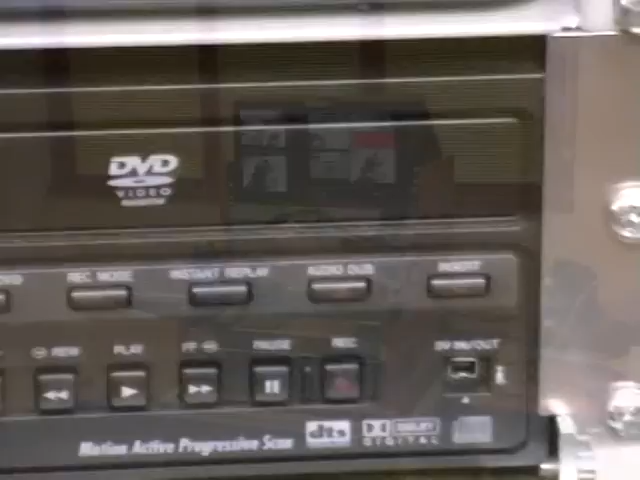 DVD
VIDEO
REC MODE INSTANT REPLAY AUDIO DUB INSERT
REW PLAY FF PAUSE REC DV IN/OUT
Motion Active Progressive Scan dts DOLBY
DIGITAL